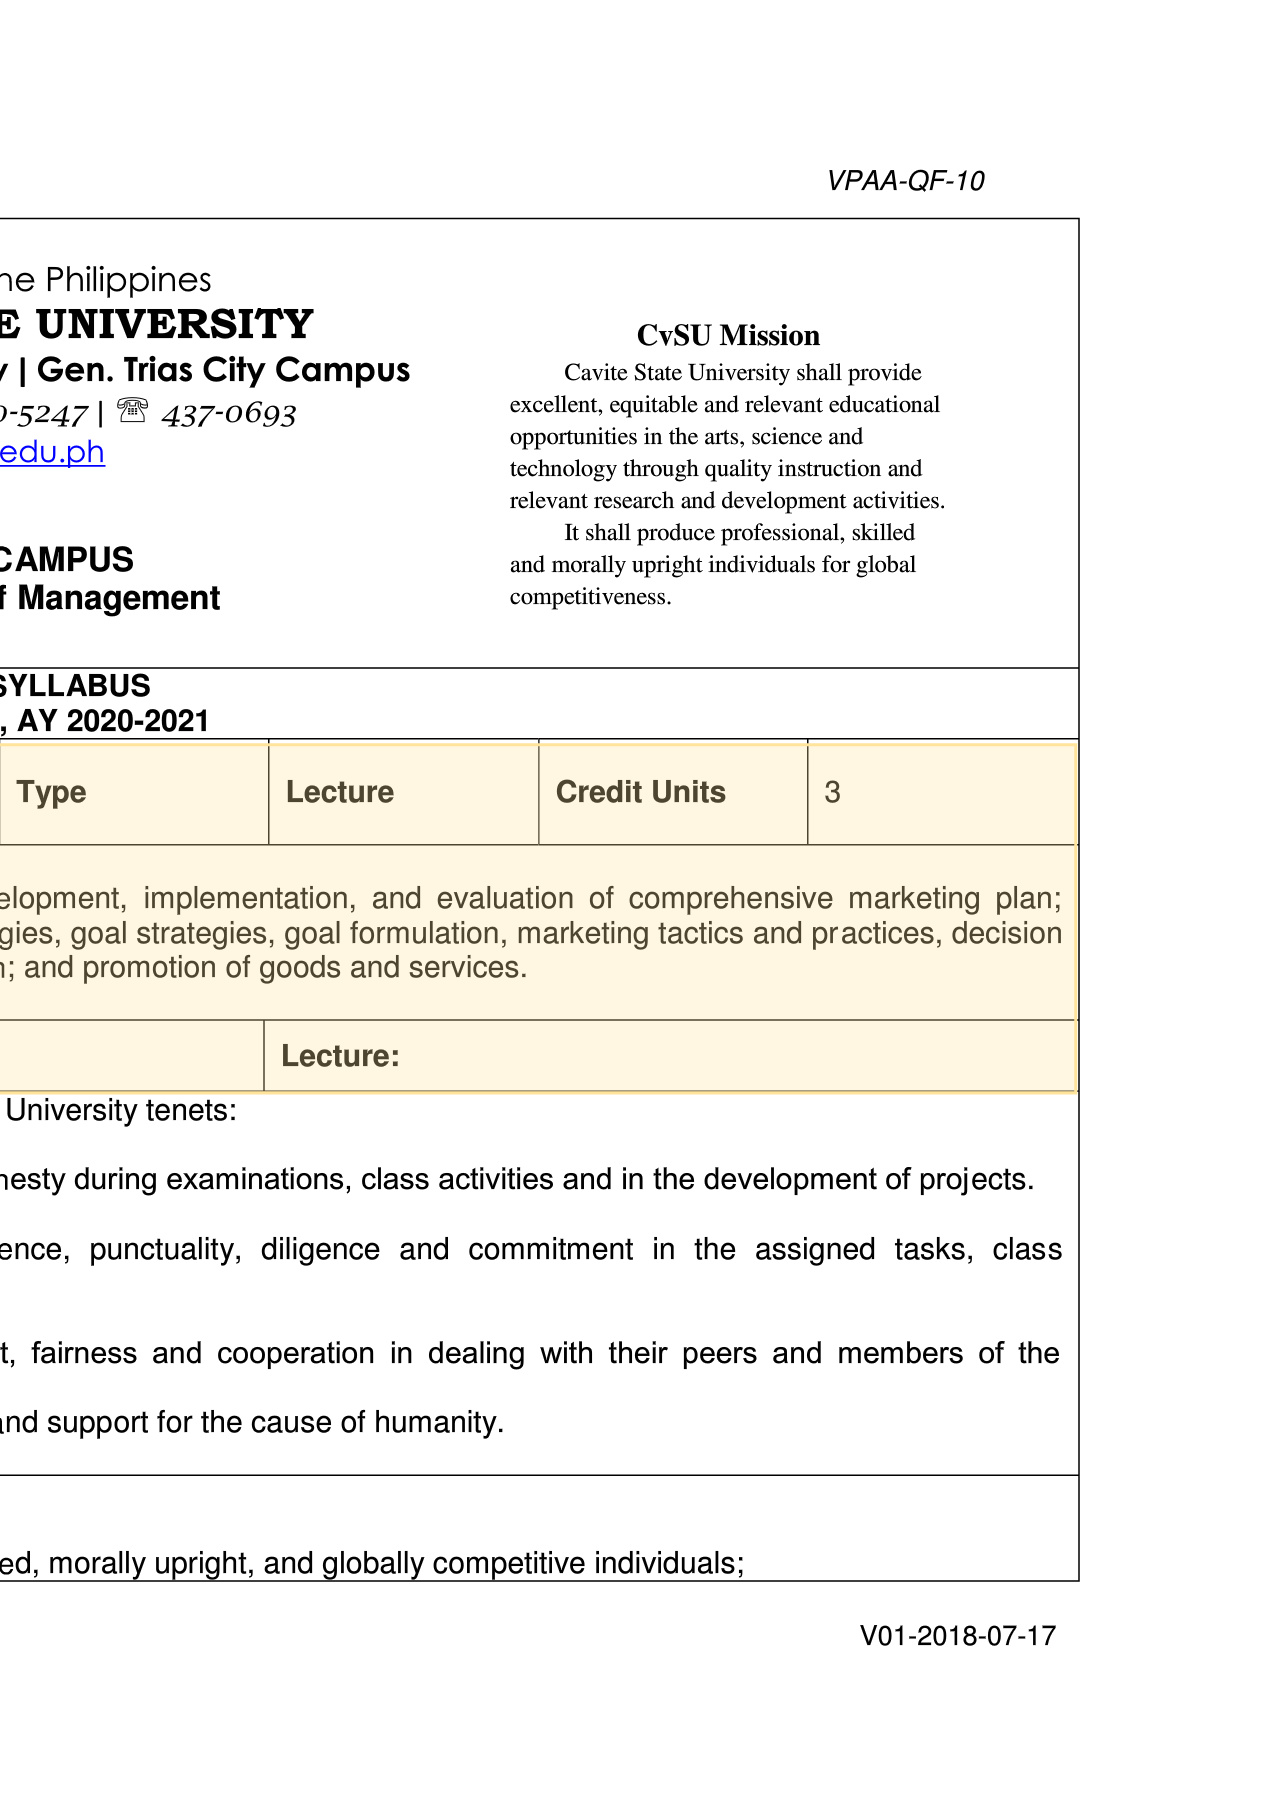 VPAA-QF-10
he Philippines
E UNIVERSITY
y | Gen. Trias City Campus
0-5247 | ☏ 437-0693
edu.ph
CAMPUS
f Management
CvSU Mission
Cavite State University shall provide
excellent, equitable and relevant educational
opportunities in the arts, science and
technology through quality instruction and
relevant research and development activities.
It shall produce professional, skilled
and morally upright individuals for global
competitiveness.
SYLLABUS
, AY 2020-2021
Type Lecture Credit Units 3
elopment, implementation, and evaluation of comprehensive marketing plan;
gies, goal strategies, goal formulation, marketing tactics and practices, decision
n; and promotion of goods and services.
Lecture:
University tenets:
nesty during examinations, class activities and in the development of projects.
ence, punctuality, diligence and commitment in the assigned tasks, class
t, fairness and cooperation in dealing with their peers and members of the
and support for the cause of humanity.
ed, morally upright, and globally competitive individuals;
V01-2018-07-17